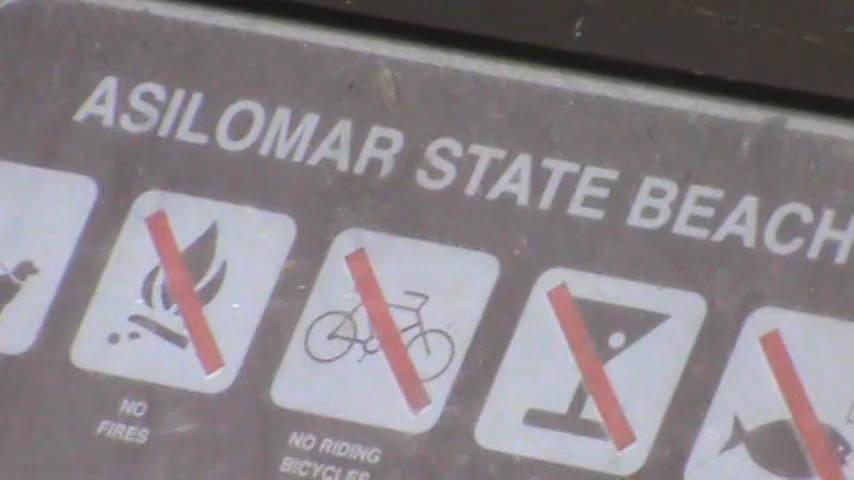 ASILOMAR STATE BEACH
NO
FIRES
NO RIDING
BICYCLES